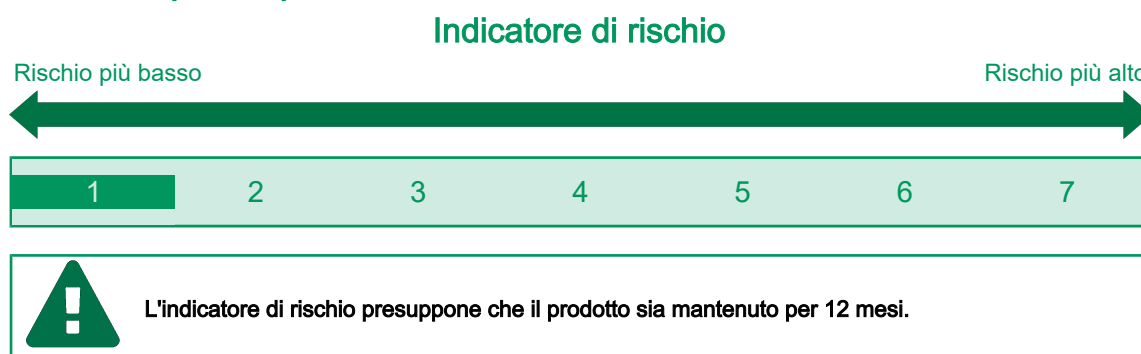 Indicatore di rischio
Rischio più basso Rischio più alto
1 2 3 4 5 6 7
L'indicatore di rischio presuppone che il prodotto sia mantenuto per 12 mesi.